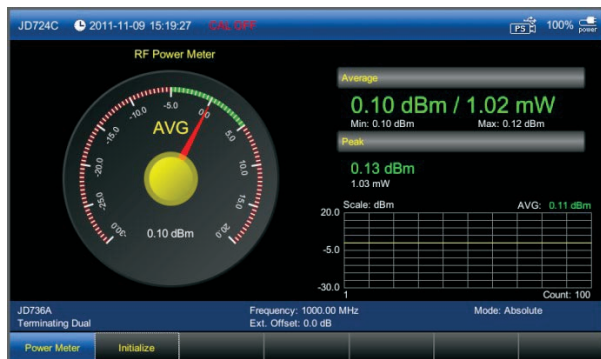 JD724C 2011-11-09 15:19:27 CAL OFF PS 100% power
RF Power Meter
-30.0 -25.0 -20.0 -15.0 -10.0 -5.0 0.0 5.0 10.0 15.0 20.0
AVG
0.10 dBm
Average
0.10 dBm / 1.02 mW
Min: 0.10 dBm Max: 0.12 dBm
Peak
0.13 dBm
1.03 mW
Scale: dBm AVG: 0.11 dBm
20.0
-5.0
-30.0
1 Count: 100
JD736A Frequency: 1000.00 MHz Mode: Absolute
Terminating Dual Ext. Offset: 0.0 dB
Power Meter Initialize